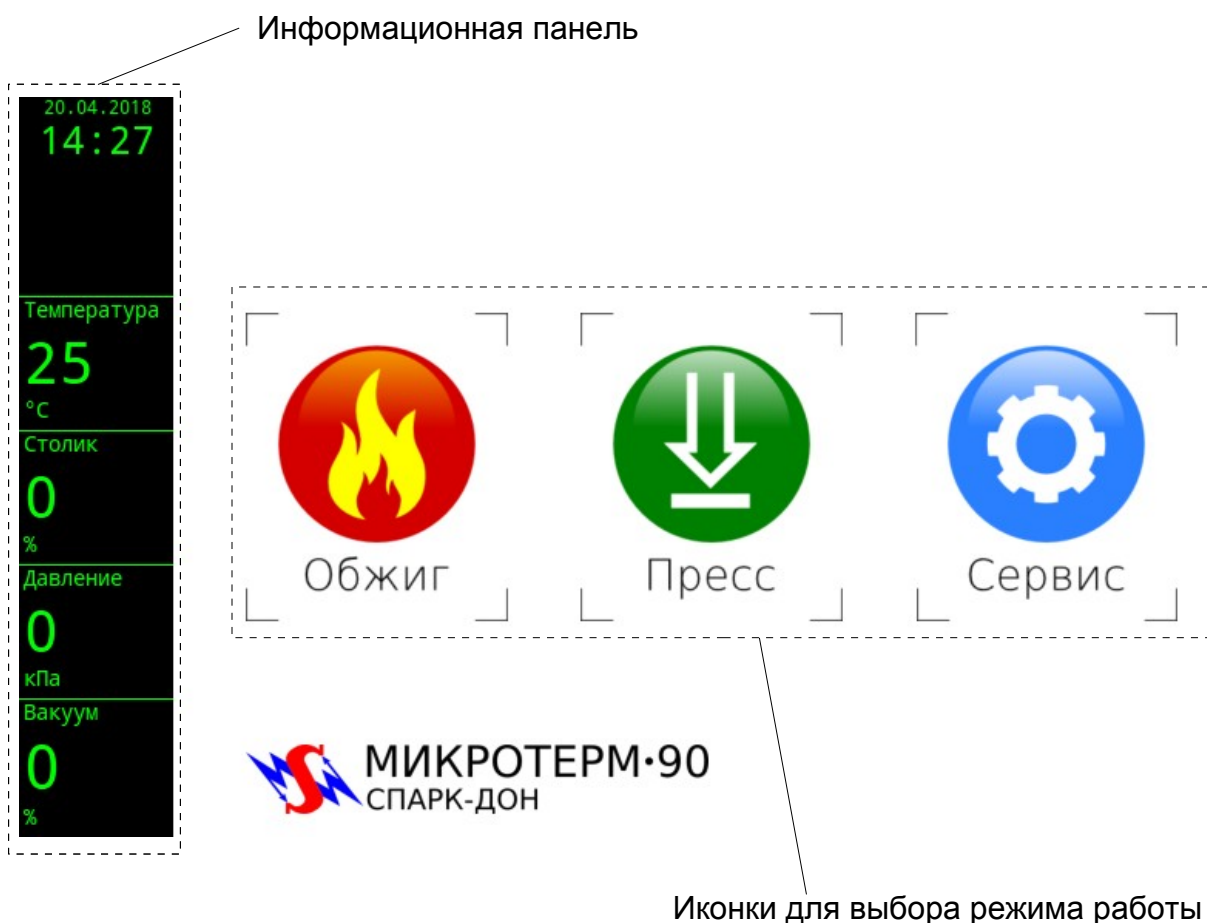 Информационная панель
20.04.2018
14:27
Температура
25
°C
Столик
0
%
Давление
0
кПа
Вакуум
0
%
Обжиг
Пресс
Сервис
МИКРОТЕРМ·90
СПАРК-ДОН
Иконки для выбора режима работы